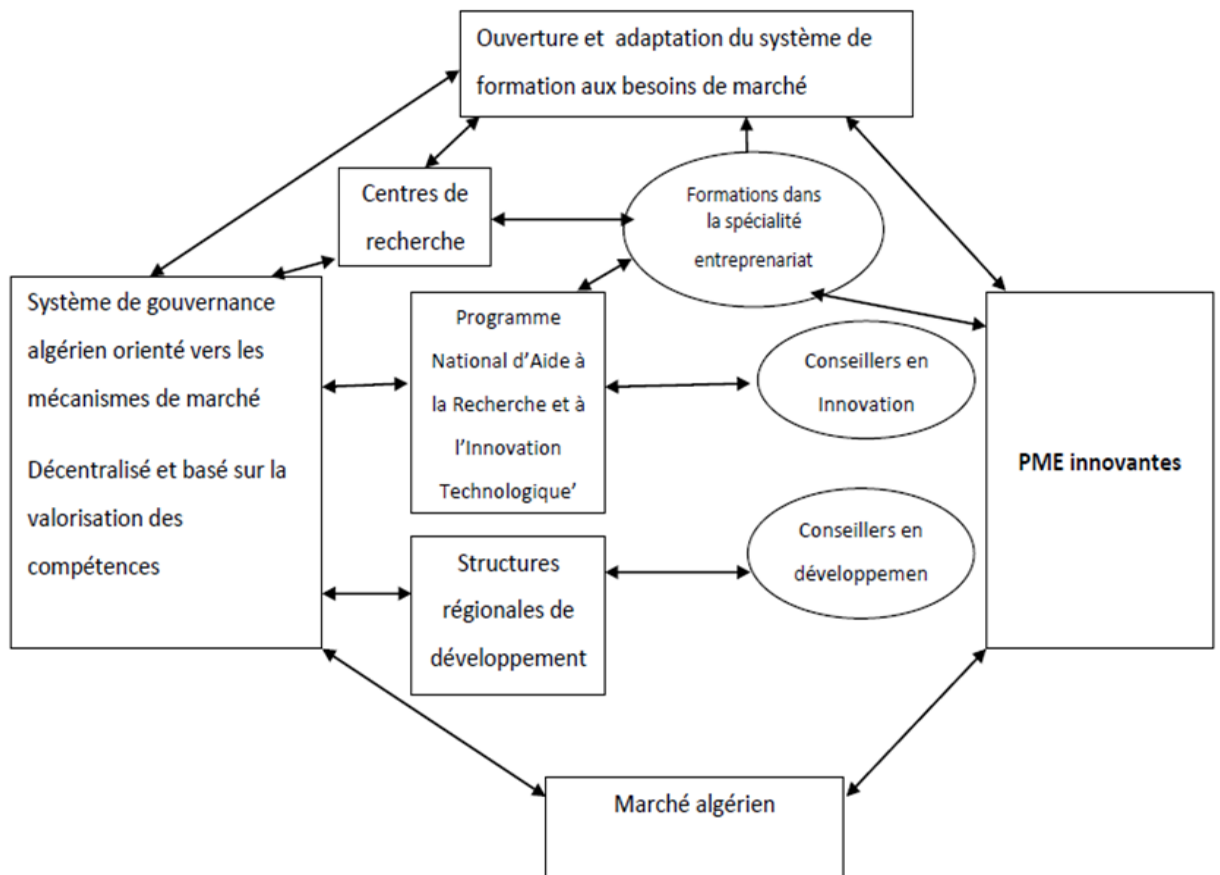 Ouverture et adaptation du système de
formation aux besoins de marché
Centres de
recherche
Formations dans
la spécialité
entreprenariat
Système de gouvernance
algérien orienté vers les
mécanismes de marché
Décentralisé et basé sur la
valorisation des
compétences
Programme
National d'Aide à
la Recherche et à
l'Innovation
Technologique'
Conseillers en
Innovation
PME innovantes
Structures
régionales de
développement
Conseillers en
développemen
Marché algérien